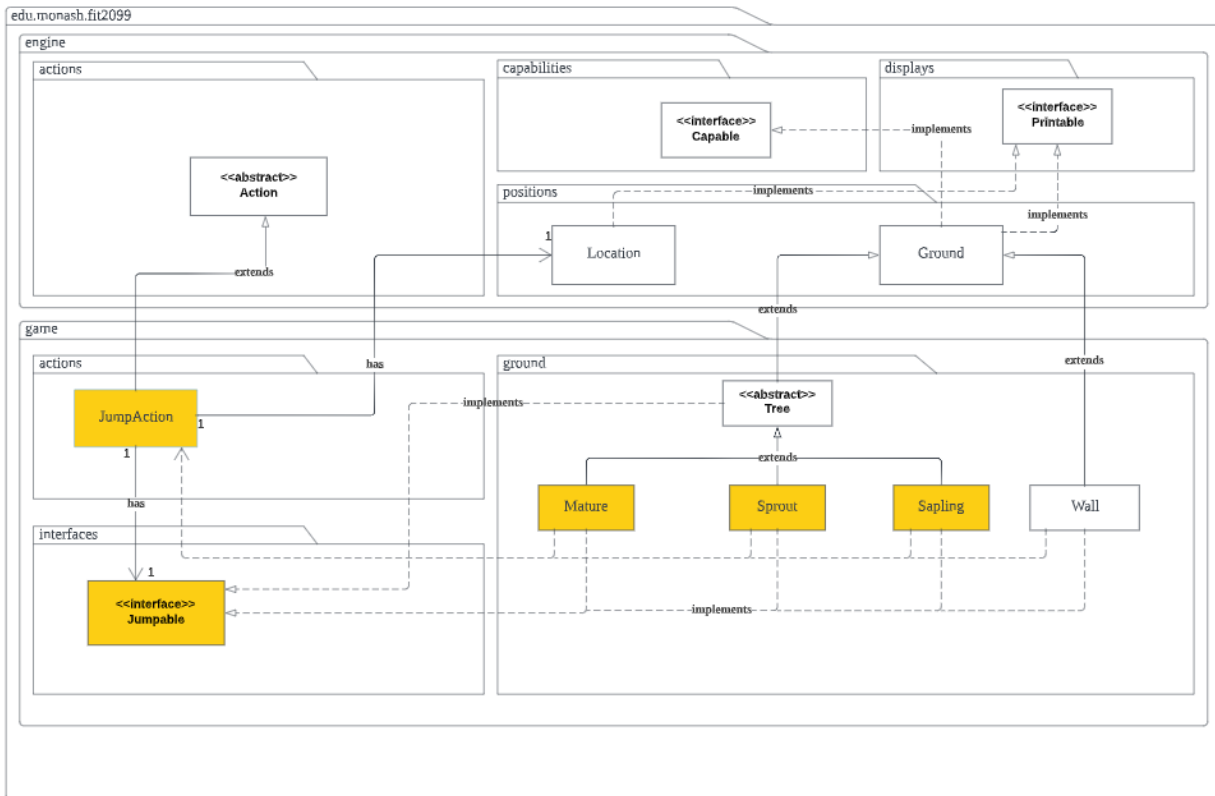 edu.monash.fit2099
engine
actions
capabilities
displays
<<interface>>
Capable
<<interface>>
Printable
implements
<<abstract>>
Action
positions
implements
implements
1
Location
Ground
extends
extends
game
actions
has
ground
extends
<<abstract>>
Tree
implements
JumpAction
1
1
extends
has
Mature
Sprout
Sapling
Wall
interfaces
1
<<interface>>
Jumpable
implements